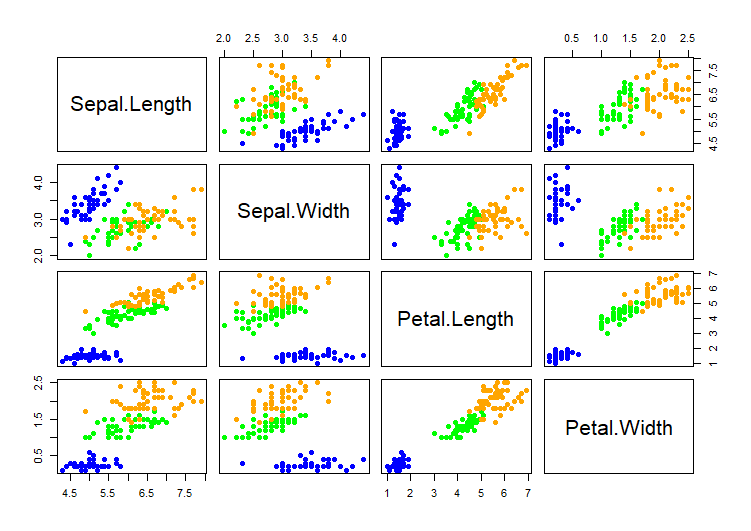 2.0 3.0 3.5 4.0
0.5 1.0 1.5 2.0 2.5
Sepal.Length
4.5 5.5 6.5 7.5
2.0 3.0 4.0
Sepal.Width
Petal.Length
1 2 3 4 5 6 7
0.5 1.5 2.5
Petal.Width
4.5 5.5 6.5 7.5
1 2 3 4 5 6 7